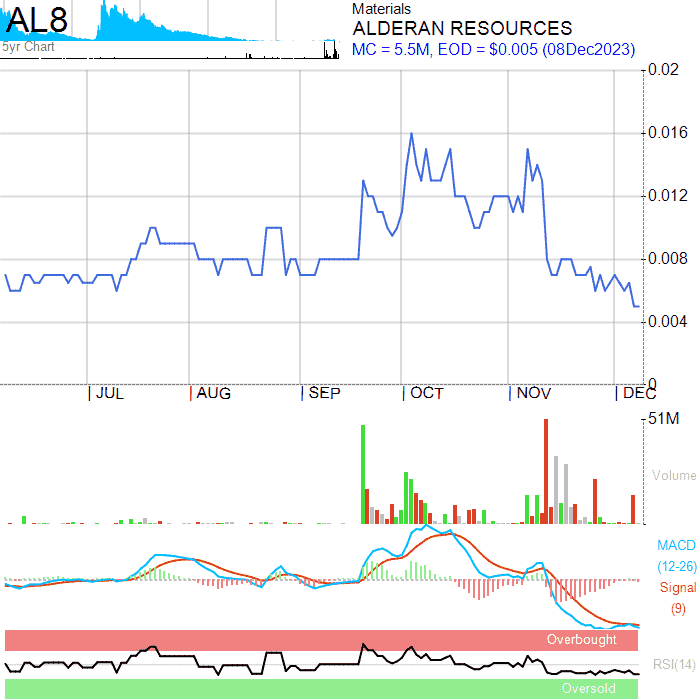 AL8
5yr Chart
Materials
ALDERAN RESOURCES
MC = 5.5M, EOD = $0.005 (08Dec2023)
0.02
0.016
0.012
0.008
0.004
0
JUL
AUG
SEP
OCT
NOV
DEC
51M
Volume
MACD
(12-26)
Signal
(9)
Overbought
RSI(14)
Oversold